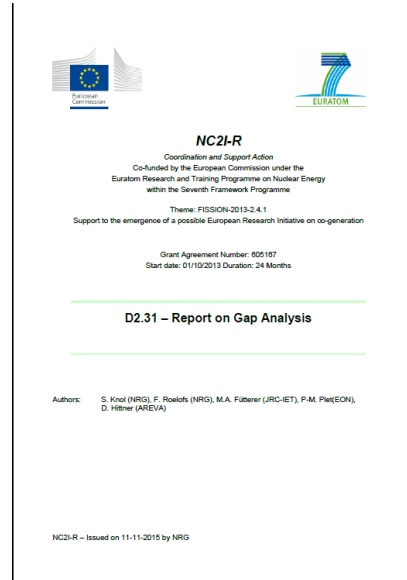 European
Commission
7
EURATOM
NC2I-R
Coordination and Support Action
Co-funded by the European Commission under the
Euratom Research and Training Programme on Nuclear Energy
within the Seventh Framework Programme
Theme: FISSION-2013-2.4.1
Support to the emergence of a possible European Research Initiative on co-generation
Grant Agreement Number: 605167
Start date: 01/10/2013 Duration: 24 Months
D2.31 – Report on Gap Analysis
Authors: S. Knol (NRG), F. Roelofs (NRG), M.A. Fütterer (JRC-IET), P-M. Plet(EON),
D. Hittner (AREVA)
NC2I-R – Issued on 11-11-2015 by NRG